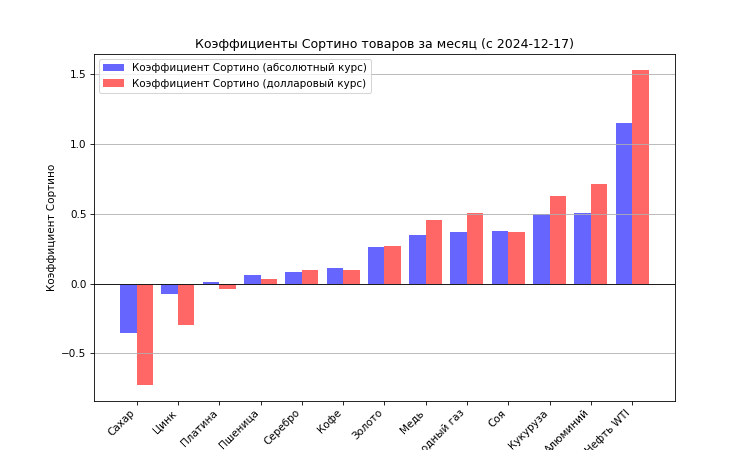 Коэффициенты Сортино товаров за месяц (с 2024-12-17)
Коэффициент Сортино (абсолютный курс)
Коэффициент Сортино (долларовый курс)
Коэффициент Сортино
1.5
1.0
0.5
0.0
−0.5
Сахар
Цинк
Платина
Пшеница
Серебро
Кофе
Золото
Медь
газ
Соя
Кукуруза
Алюминий
Нефть WTI